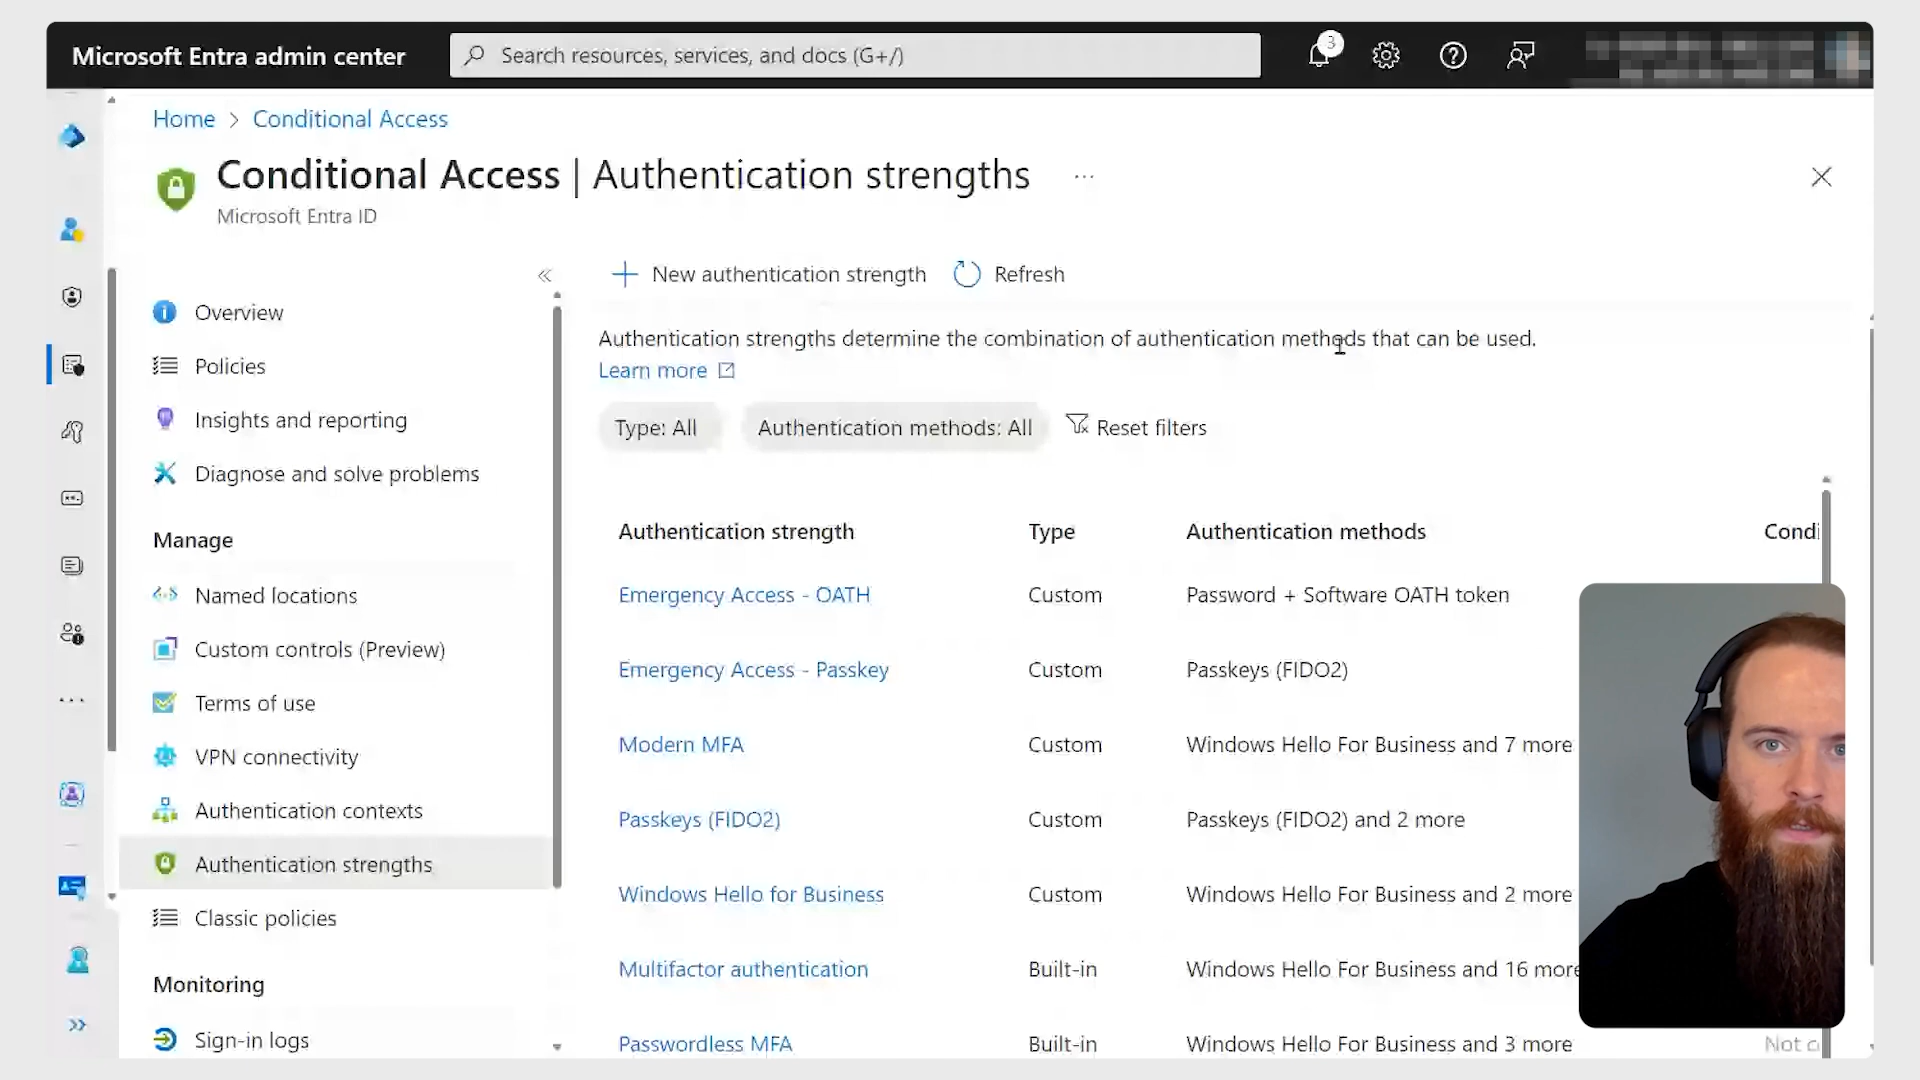 Microsoft Entra admin center
Search resources, services, and docs (G+/)
3
Home > Conditional Access
Conditional Access | Authentication strengths
...
Microsoft Entra ID
Overview
Policies
Insights and reporting
Diagnose and solve problems
Manage
Named locations
Custom controls (Preview)
Terms of use
VPN connectivity
Authentication contexts
Authentication strengths
Classic policies
Monitoring
Sign-in logs
New authentication strength
Refresh
Authentication strengths determine the combination of authentication methods that can be used.
Learn more
Type: All
Authentication methods: All
Reset filters
Authentication strength Type Authentication methods Condi
Emergency Access - OATH Custom Password + Software OATH token
Emergency Access - Passkey Custom Passkeys (FIDO2)
Modern MFA Custom Windows Hello For Business and 7 more
Passkeys (FIDO2) Custom Passkeys (FIDO2) and 2 more
Windows Hello for Business Custom Windows Hello For Business and 2 more
Multifactor authentication Built-in Windows Hello For Business and 16 more
Passwordless MFA Built-in Windows Hello For Business and 3 more Not c